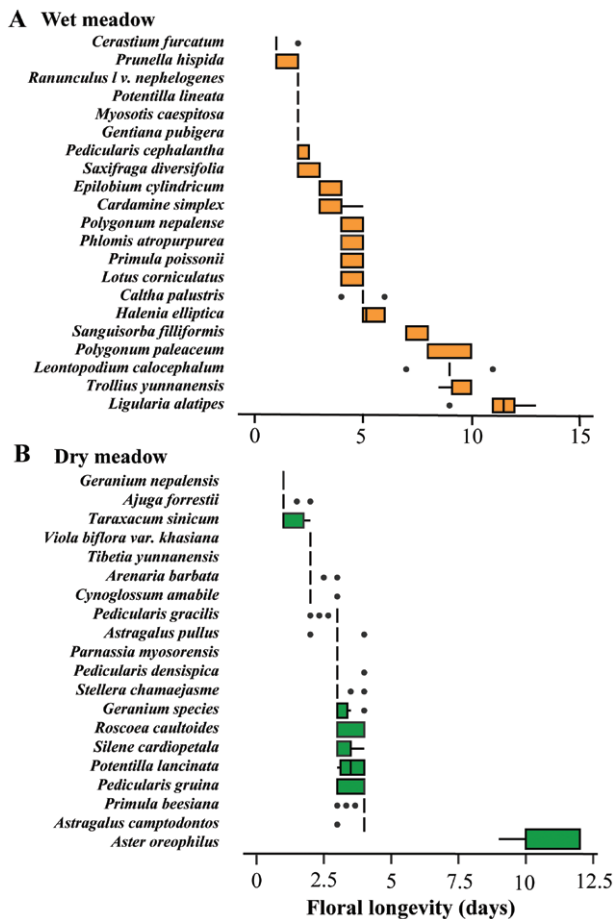 A Wet meadow
Cerastium furcatum
Prunella hispida
Ranunculus l v. nephelogenes
Potentilla lineata
Myosotis caespitosa
Gentiana pubigera
Pedicularis cephalantha
Saxifraga diversifolia
Epilobium cylindricum
Cardamine simplex
Polygonum nepalense
Phlomis atropurpurea
Primula poissonii
Lotus corniculatus
Caltha palustris
Halenia elliptica
Sanguisorba filliformis
Polygonum paleaceum
Leontopodium calocephalum
Trollius yunnanensis
Ligularia alatipes
0 5 10 15
B Dry meadow
Geranium nepalensis
Ajuga forrestii
Taraxacum sinicum
Viola biflora var. khasiana
Tibetia yunnanensis
Arenaria barbata
Cynoglossum amabile
Pedicularis gracilis
Astragalus pullus
Parnassia myosorensis
Pedicularis densispica
Stellera chamaejasme
Geranium species
Roscoea caultoides
Silene cardiopetala
Potentilla lancinata
Pedicularis gruina
Primula beesiana
Astragalus camptodontos
Aster oreophilus
0 2.5 5 10 12.5
Floral longevity (days)